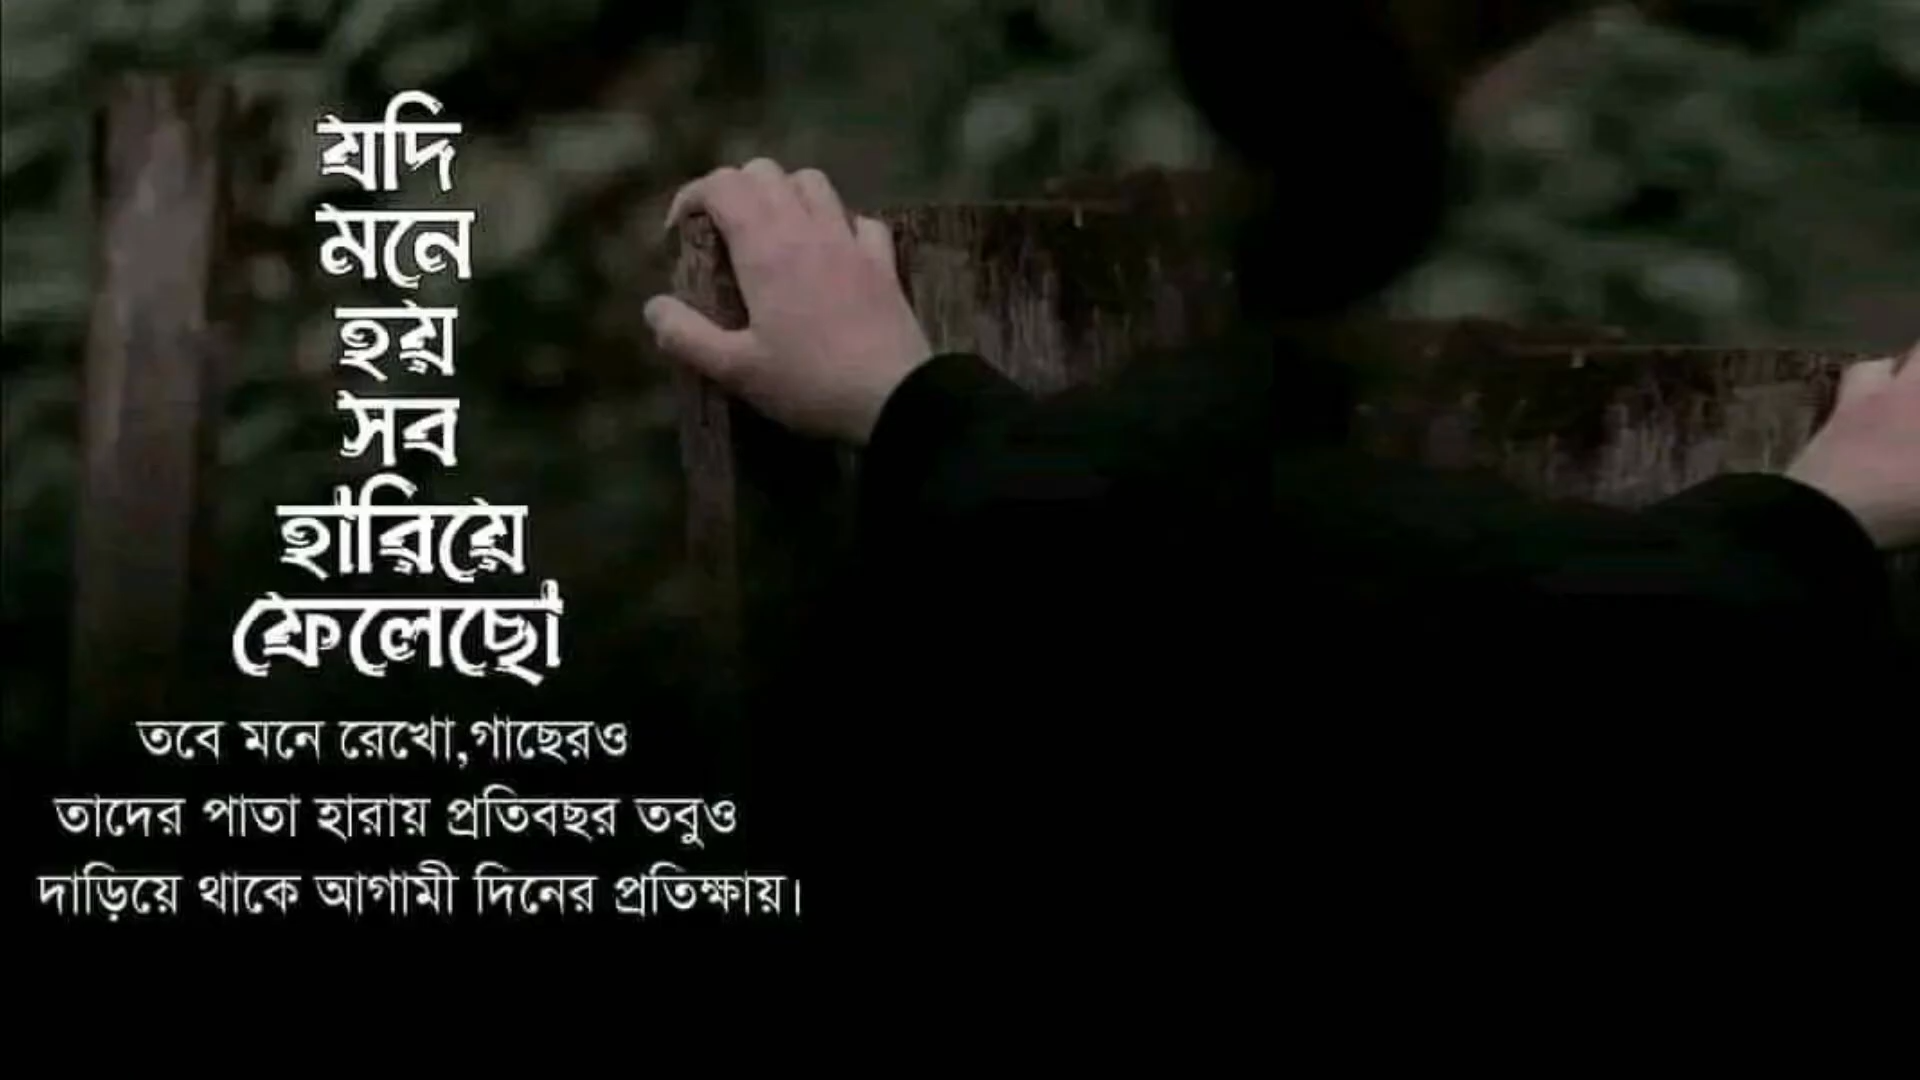 যদি
মনে
হয়
সব
হারিয়ে
ফেলেছো
তবে মনে রেখো,গাছেরও
তাদের পাতা হারায় প্রতিবছর তবুও
দাড়িয়ে থাকে আগামী দিনের প্রতিক্ষায়।